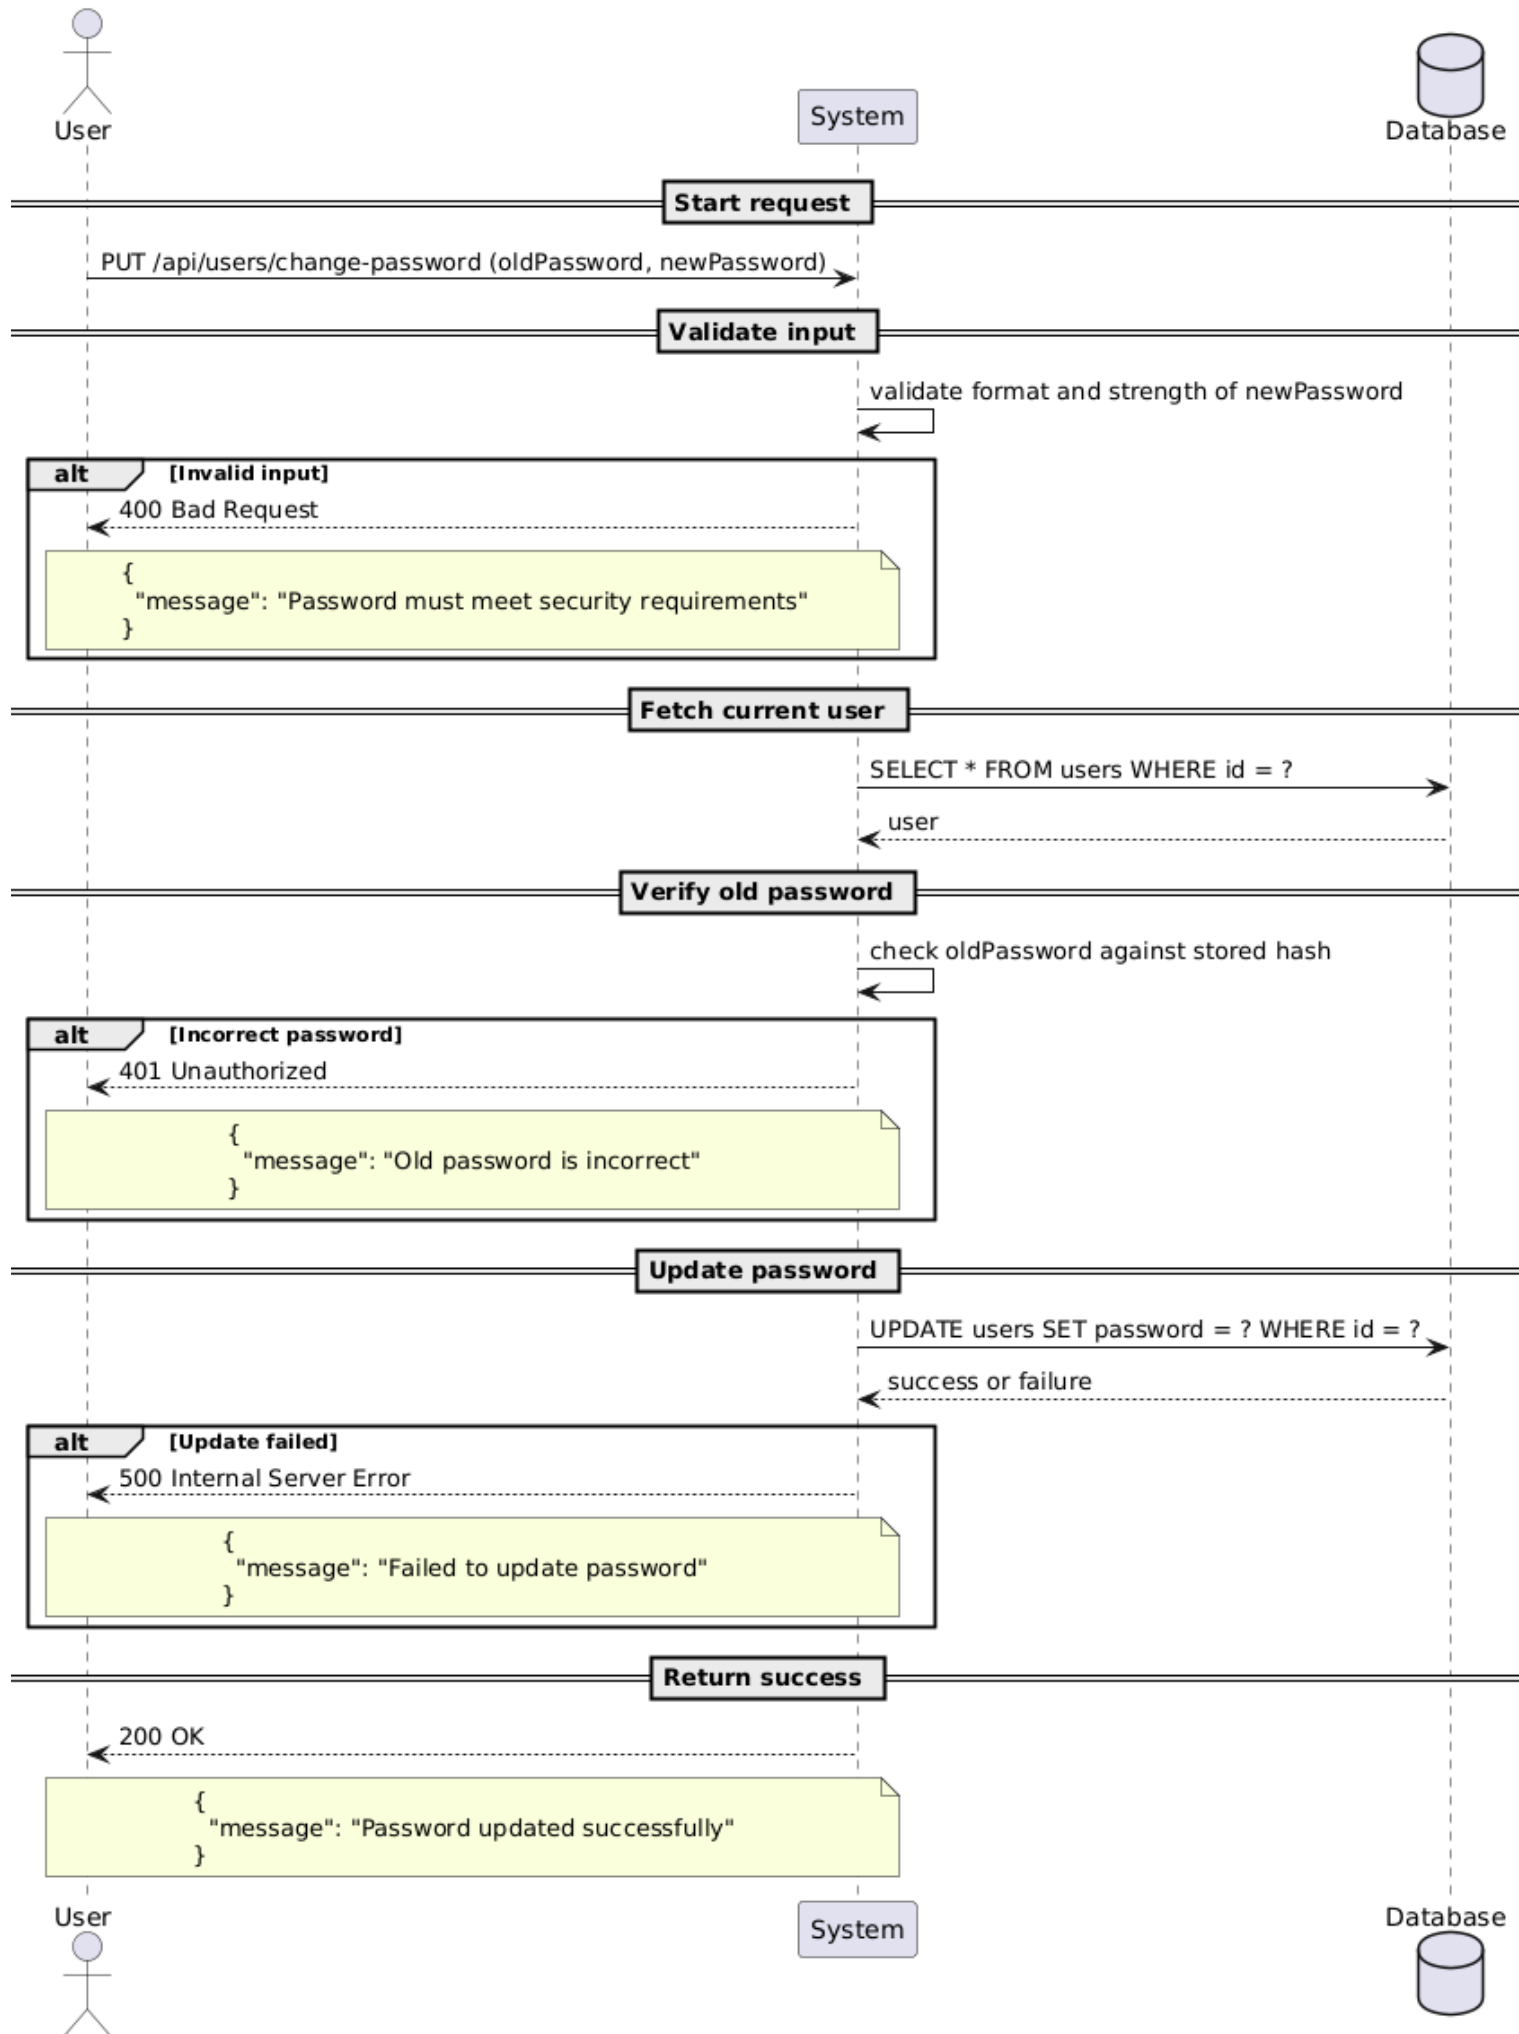 User
System
Database
Start request
PUT /api/users/change-password (oldPassword, newPassword)
Validate input
validate format and strength of newPassword
alt [Invalid input]
400 Bad Request
{
"message": "Password must meet security requirements"
}
Fetch current user
SELECT * FROM users WHERE id = ?
user
Verify old password
check oldPassword against stored hash
alt [Incorrect password]
401 Unauthorized
{
"message": "Old password is incorrect"
}
Update password
UPDATE users SET password = ? WHERE id = ?
success or failure
alt [Update failed]
500 Internal Server Error
{
"message": "Failed to update password"
}
Return success
200 OK
{
"message": "Password updated successfully"
}
User
System
Database